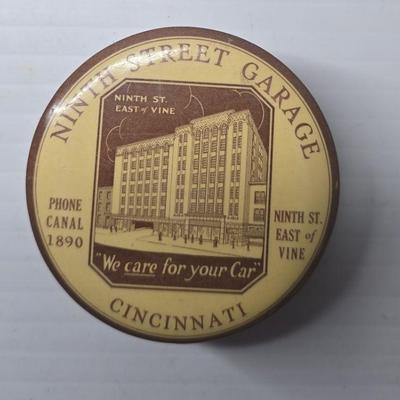 NINTH STREET GARAGE
NINTH ST.
EAST of VINE
PHONE
CANAL
1890
NINTH ST.
EAST of
VINE
"We care for your Car"
CINCINNATI